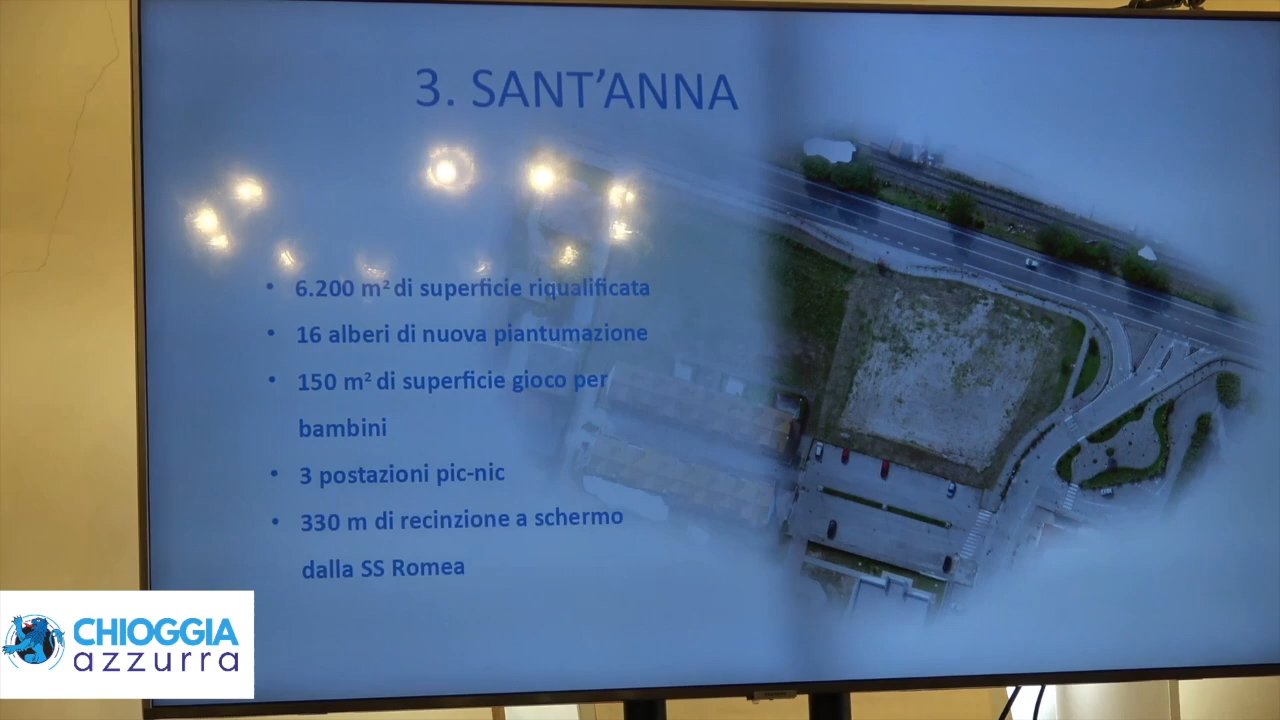 3. SANT'ANNA
• 6.200 m² di superficie riqualificata
• 16 alberi di nuova piantumazione
• 150 m² di superficie gioco per
bambini
• 3 postazioni pic-nic
• 330 m di recinzione a schermo
dalla SS Romea
CHIOGGIA
azzurra